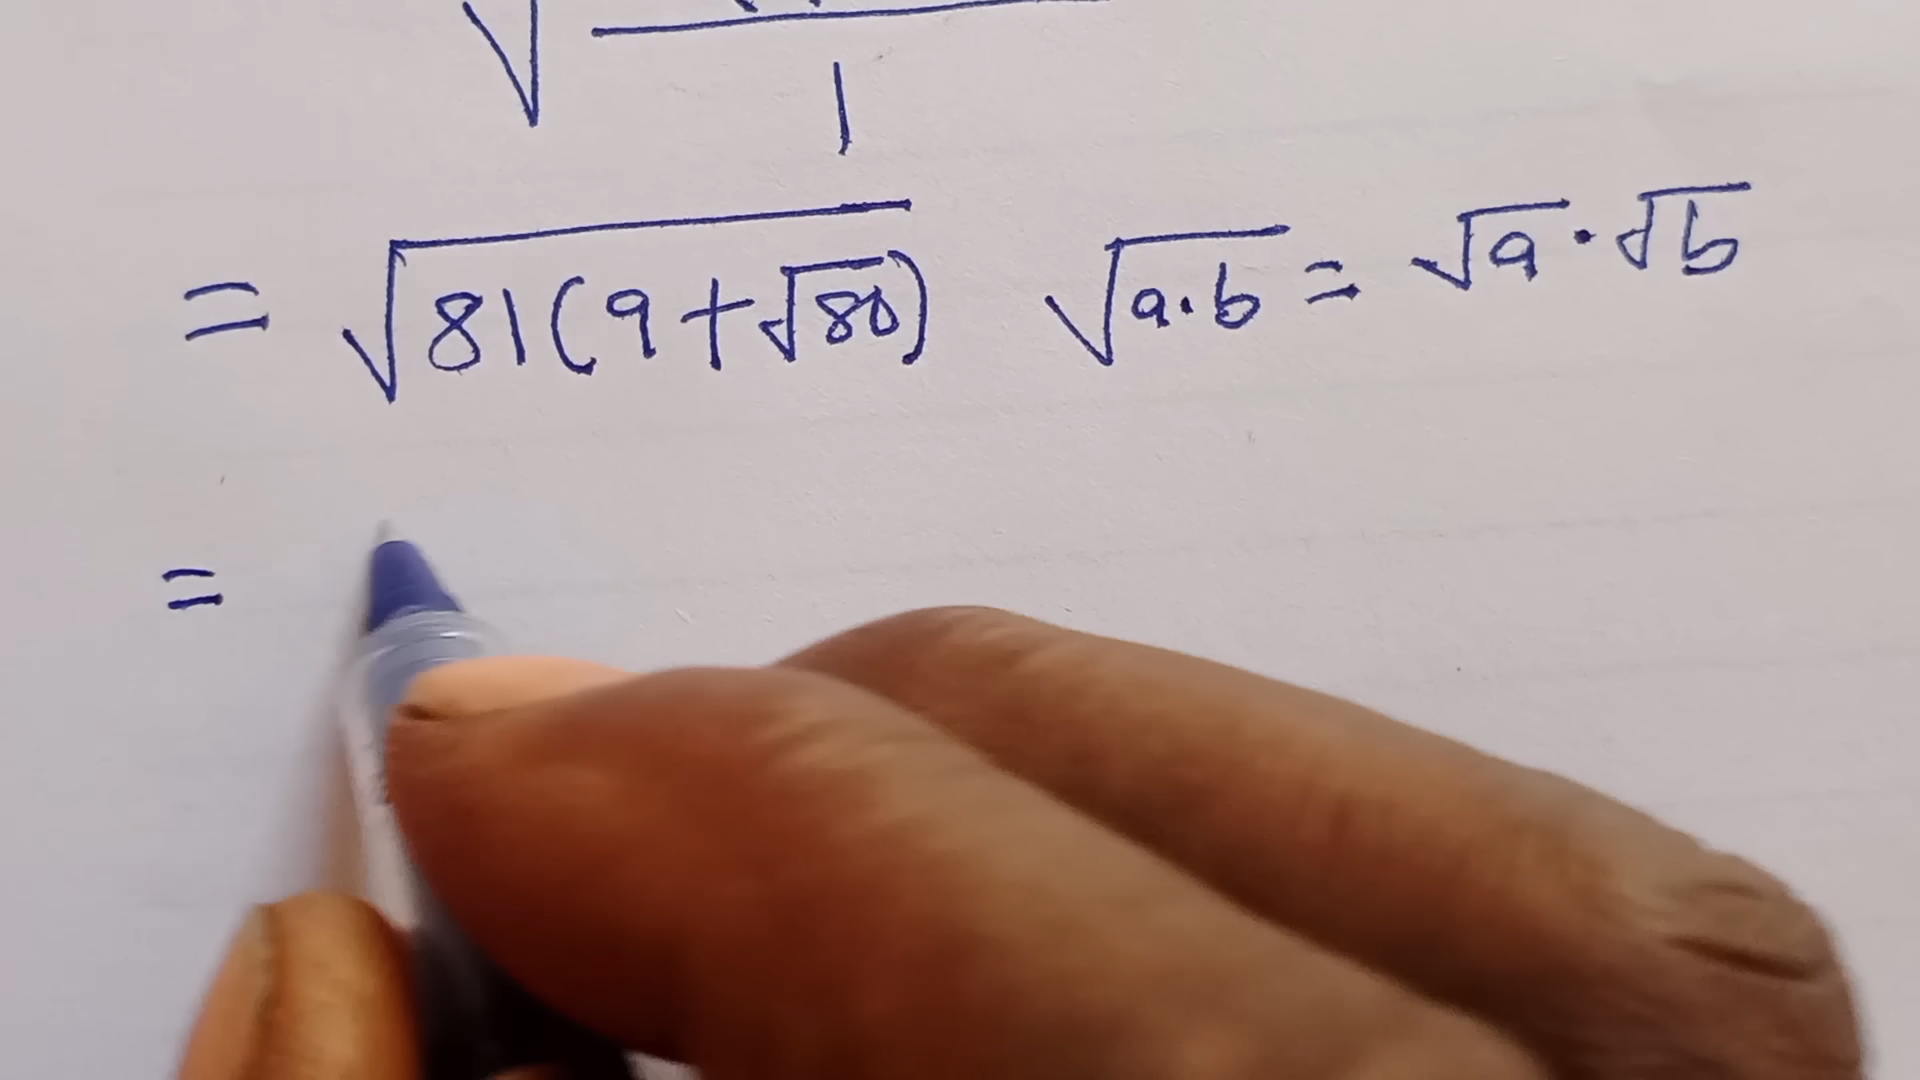 √ 1
= √81(9+√80) √a·b = √a·√b
=